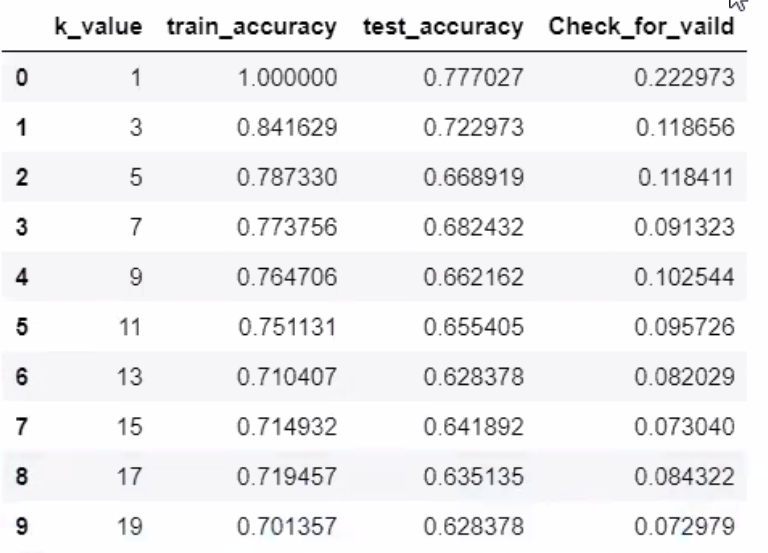 k_value train_accuracy test_accuracy Check_for_vaild
0 1 1.000000 0.777027 0.222973
1 3 0.841629 0.722973 0.118656
2 5 0.787330 0.668919 0.118411
3 7 0.773756 0.682432 0.091323
4 9 0.764706 0.662162 0.102544
5 11 0.751131 0.655405 0.095726
6 13 0.710407 0.628378 0.082029
7 15 0.714932 0.641892 0.073040
8 17 0.719457 0.635135 0.084322
9 19 0.701357 0.628378 0.072979